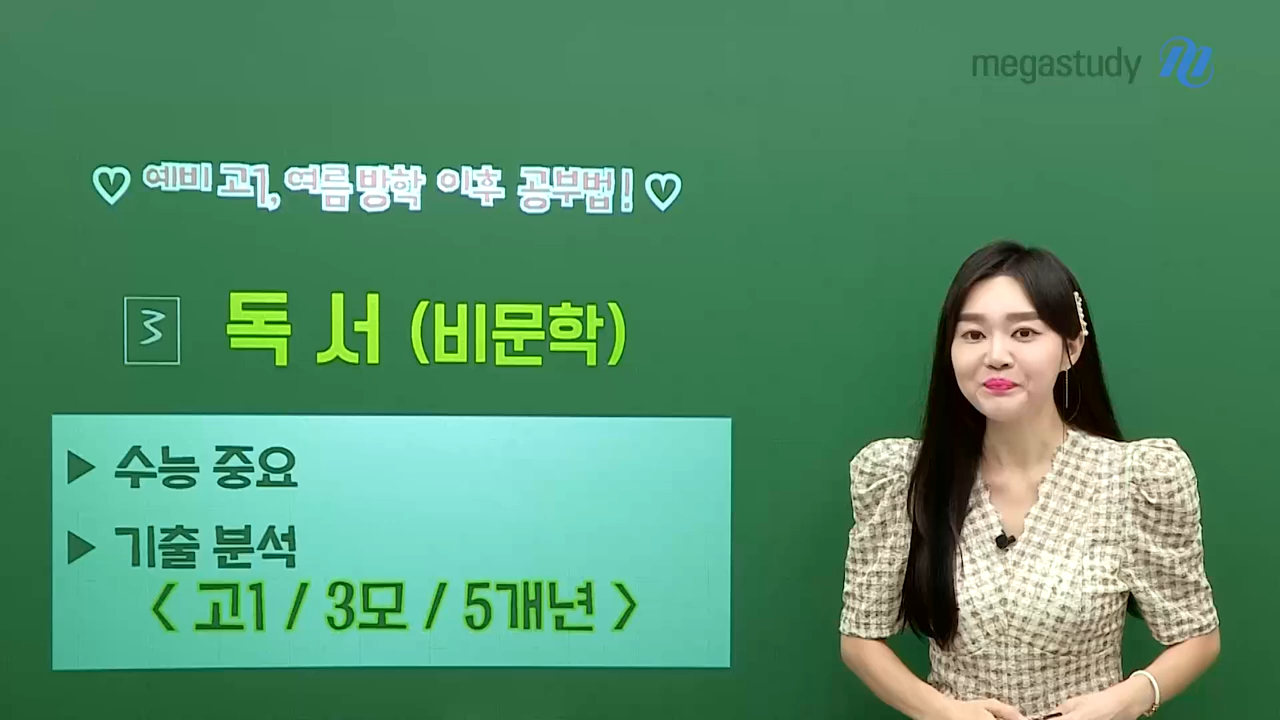 megastudy
♡ 예비 고1, 여름방학 이후 공부법! ♡
3 독서 (비문학)
▶ 수능 중요
▶ 기출 분석
< 고1 / 3모 / 5개년 >